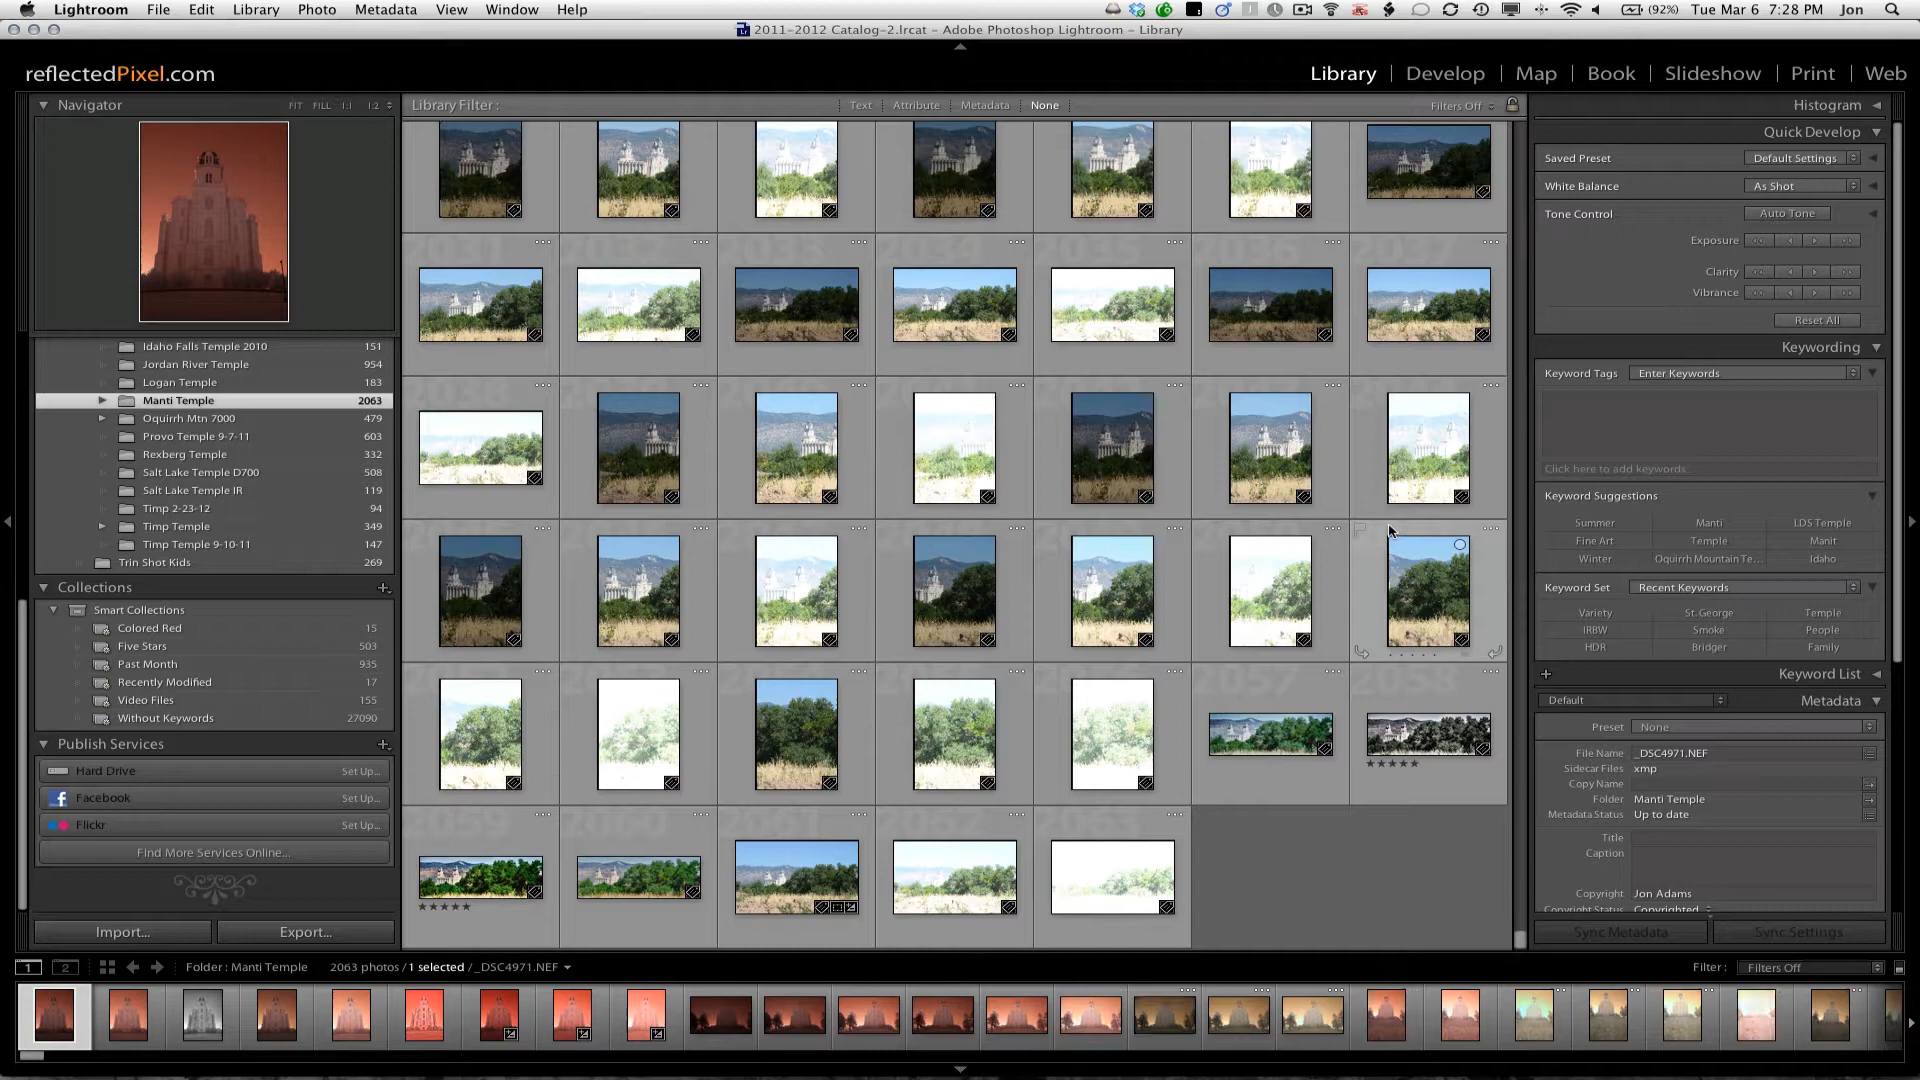 Lightroom File Edit Library Photo Metadata View Window Help (92%) Tue Mar 6 7:28 PM Jon
2011-2012 Catalog-2.lrcat - Adobe Photoshop Lightroom - Library
reflectedPixel.com Library | Develop | Map | Book | Slideshow | Print | Web
Navigator FIT FILL 1:1 1:2
Library Filter : Text Attribute Metadata None Filters Off
Histogram
Quick Develop
Saved Preset Default Settings
White Balance As Shot
Tone Control Auto Tone
Exposure
Clarity
Vibrance
Reset All
Keywording
Keyword Tags Enter Keywords
Click here to add keywords
Keyword Suggestions
Summer Manti LDS Temple
Fine Art Temple Manit
Winter Oquirrh Mountain Te... Idaho
Keyword Set Recent Keywords
Variety St. George Temple
IRBW Smoke People
HDR Bridger Family
Keyword List
Default Metadata
Preset None
File Name _DSC4971.NEF
Sidecar Files xmp
Copy Name
Folder Manti Temple
Metadata Status Up to date
Title
Caption
Copyright Jon Adams
Copyright Status Copyrighted
Sync Metadata Sync Settings
Idaho Falls Temple 2010 151
Jordan River Temple 954
Logan Temple 183
Manti Temple 2063
Oquirrh Mtn 7000 479
Provo Temple 9-7-11 603
Rexberg Temple 332
Salt Lake Temple D700 508
Salt Lake Temple IR 119
Timp 2-23-12 94
Timp Temple 349
Timp Temple 9-10-11 147
Trin Shot Kids 269
Collections
Smart Collections
Colored Red 15
Five Stars 503
Past Month 935
Recently Modified 17
Video Files 155
Without Keywords 27090
Publish Services
Hard Drive Set Up...
Facebook Set Up...
Flickr Set Up...
Find More Services Online...
Import... Export...
2057 2058
1 2 Folder : Manti Temple 2063 photos / 1 selected / _DSC4971.NEF Filter : Filters Off